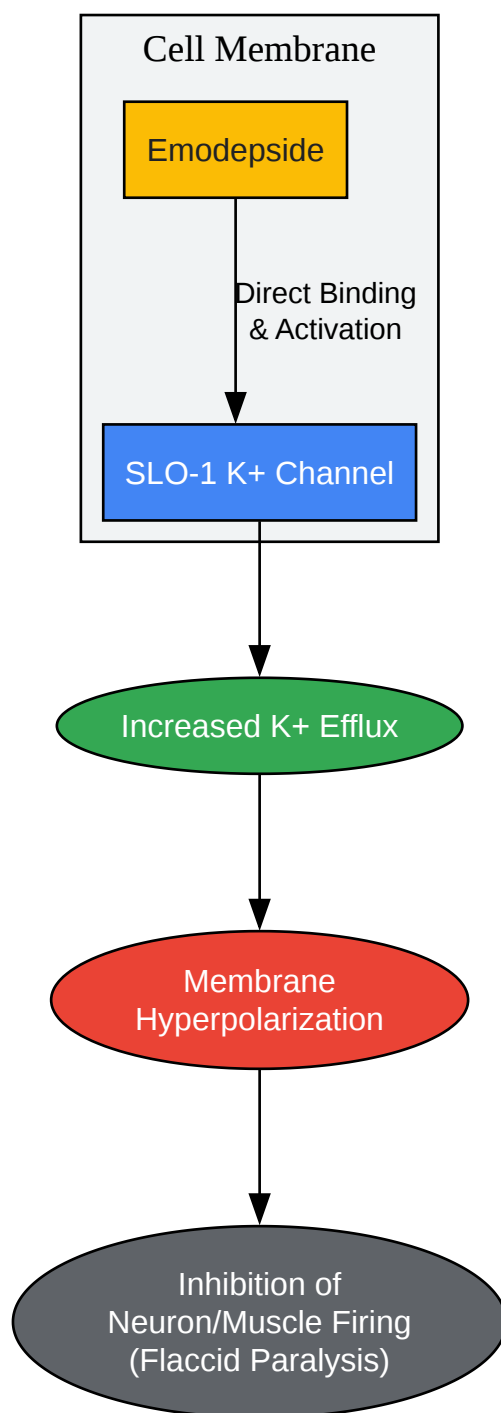 Cell Membrane
Emodepside
Direct Binding
& Activation
SLO-1 K+ Channel
Increased K+ Efflux
Membrane
Hyperpolarization
Inhibition of
Neuron/Muscle Firing
(Flaccid Paralysis)